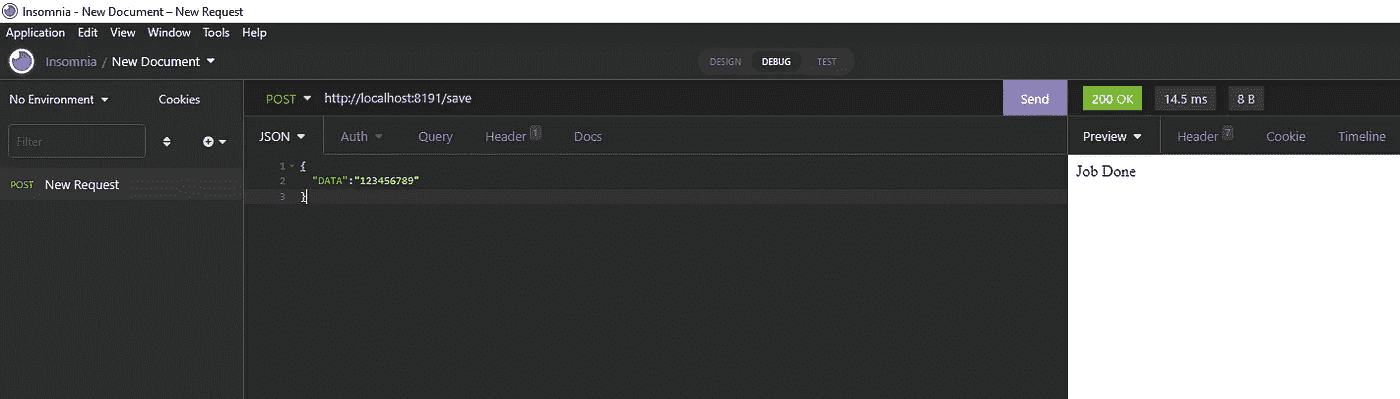 Insomnia - New Document – New Request
Application Edit View Window Tools Help
Insomnia / New Document
DESIGN DEBUG TEST
No Environment Cookies
POST http://localhost:8191/save Send
200 OK 14.5 ms 8 B
Filter
JSON Auth Query Header 1 Docs
Preview Header 7 Cookie Timeline
POST New Request
1 {
2 "DATA":"123456789"
3 }
Job Done